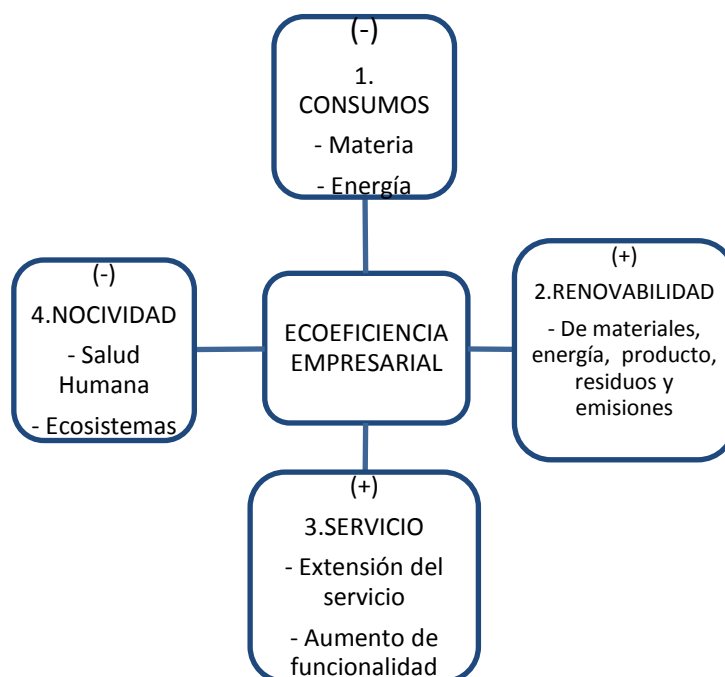 (-)
1.
CONSUMOS
- Materia
- Energía
(-)
4.NOCIVIDAD
- Salud
Humana
- Ecosistemas
ECOEFICIENCIA
EMPRESARIAL
(+)
2.RENOVABILIDAD
- De materiales,
energía, producto,
residuos y
emisiones
(+)
3.SERVICIO
- Extensión del
servicio
- Aumento de
funcionalidad